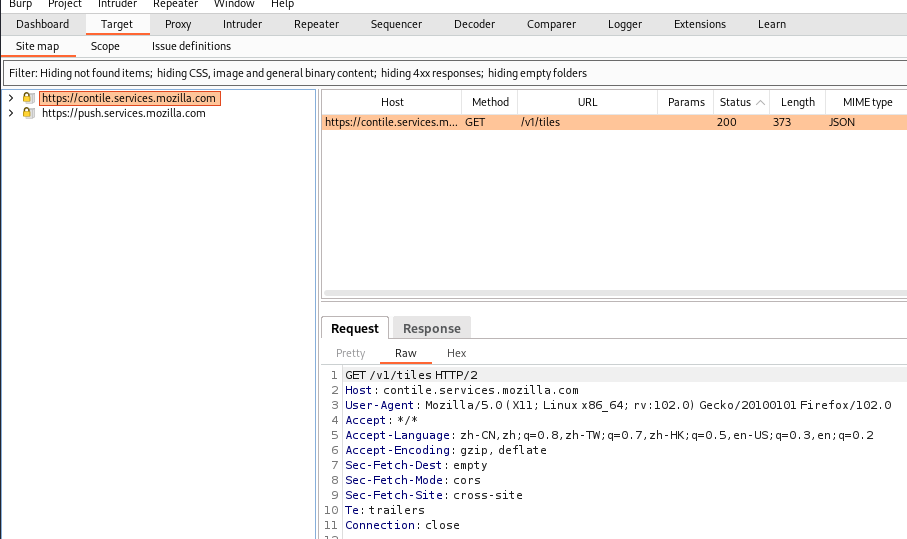 Burp Project Intruder Repeater Window Help
Dashboard Target Proxy Intruder Repeater Sequencer Decoder Comparer Logger Extensions Learn
Site map Scope Issue definitions
Filter: Hiding not found items; hiding CSS, image and general binary content; hiding 4xx responses; hiding empty folders
https://contile.services.mozilla.com
https://push.services.mozilla.com
Host Method URL Params Status Length MIME type
https://contile.services.m... GET /v1/tiles 200 373 JSON
Request Response
Pretty Raw Hex
1 GET /v1/tiles HTTP/2
2 Host: contile.services.mozilla.com
3 User-Agent: Mozilla/5.0 (X11; Linux x86_64; rv:102.0) Gecko/20100101 Firefox/102.0
4 Accept: */*
5 Accept-Language: zh-CN,zh;q=0.8,zh-TW;q=0.7,zh-HK;q=0.5,en-US;q=0.3,en;q=0.2
6 Accept-Encoding: gzip, deflate
7 Sec-Fetch-Dest: empty
8 Sec-Fetch-Mode: cors
9 Sec-Fetch-Site: cross-site
10 Te: trailers
11 Connection: close
12